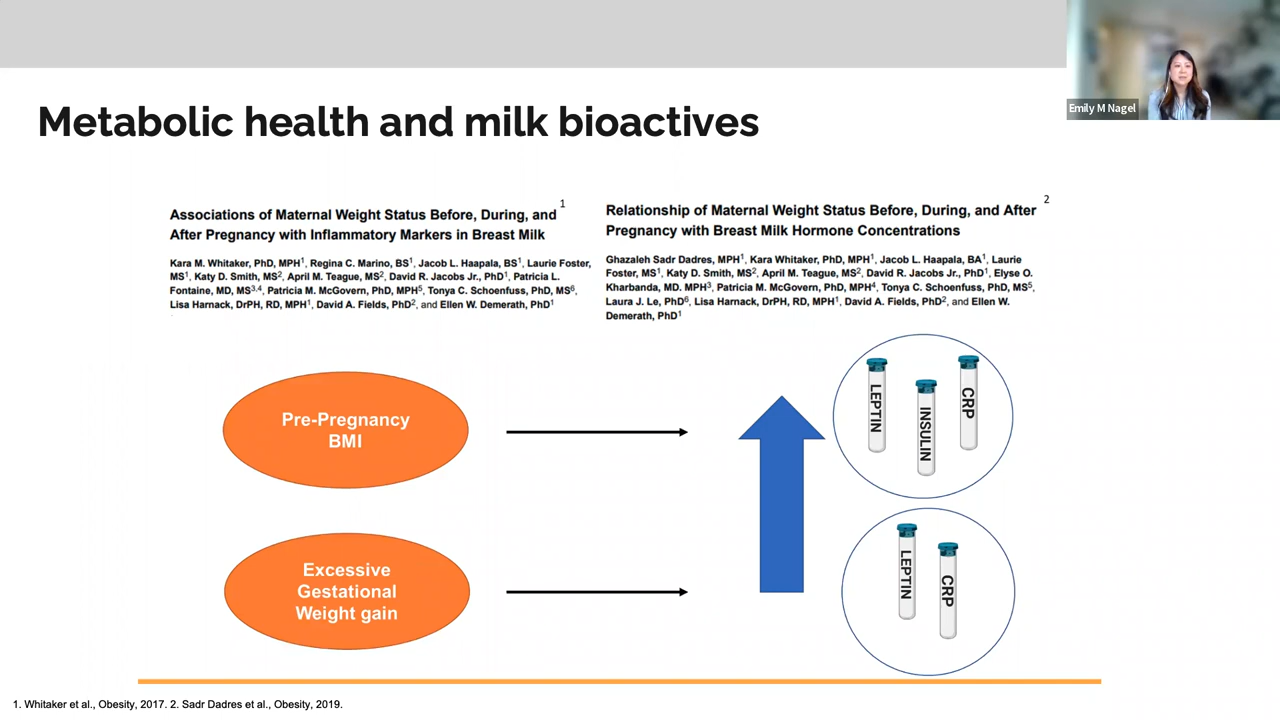 Emily M Nagel
Metabolic health and milk bioactives
Associations of Maternal Weight Status Before, During, and 1
After Pregnancy with Inflammatory Markers in Breast Milk
Kara M. Whitaker, PhD, MPH1, Regina C. Marino, BS1, Jacob L. Haapala, BS1, Laurie Foster,
MS1, Katy D. Smith, MS2, April M. Teague, MS2, David R. Jacobs Jr., PhD1, Patricia L.
Fontaine, MD, MS3,4, Patricia M. McGovern, PhD, MPH5, Tonya C. Schoenfuss, PhD, MS6,
Lisa Harnack, DrPH, RD, MPH1, David A. Fields, PhD2, and Ellen W. Demerath, PhD1
Relationship of Maternal Weight Status Before, During, and After 2
Pregnancy with Breast Milk Hormone Concentrations
Ghazaleh Sadr Dadres, MPH1, Kara Whitaker, PhD, MPH1, Jacob L. Haapala, BA1, Laurie
Foster, MS1, Katy D. Smith, MS2, April M. Teague, MS2, David R. Jacobs Jr., PhD1, Elyse O.
Kharbanda, MD. MPH3, Patricia M. McGovern, PhD, MPH4, Tonya C. Schoenfuss, PhD, MS5,
Laura J. Le, PhD6, Lisa Harnack, DrPH, RD, MPH1, David A. Fields, PhD2, and Ellen W.
Demerath, PhD1
Pre-Pregnancy
BMI
LEPTIN
INSULIN
CRP
Excessive
Gestational
Weight gain
LEPTIN
CRP
1. Whitaker et al., Obesity, 2017. 2. Sadr Dadres et al., Obesity, 2019.